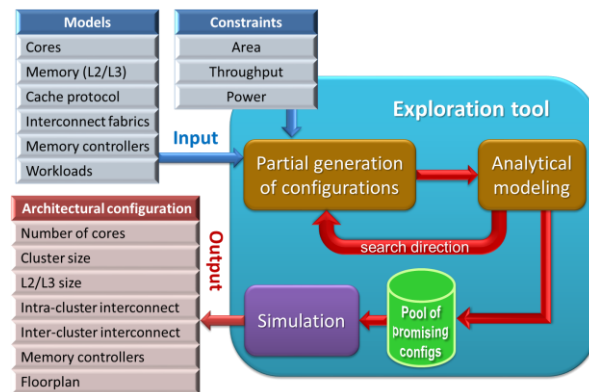 Models
Cores
Memory (L2/L3)
Cache protocol
Interconnect fabrics
Memory controllers
Workloads
Constraints
Area
Throughput
Power
Input
Exploration tool
Partial generation
of configurations
Analytical
modeling
search direction
Pool of
promising
configs
Simulation
Output
Architectural configuration
Number of cores
Cluster size
L2/L3 size
Intra-cluster interconnect
Inter-cluster interconnect
Memory controllers
Floorplan